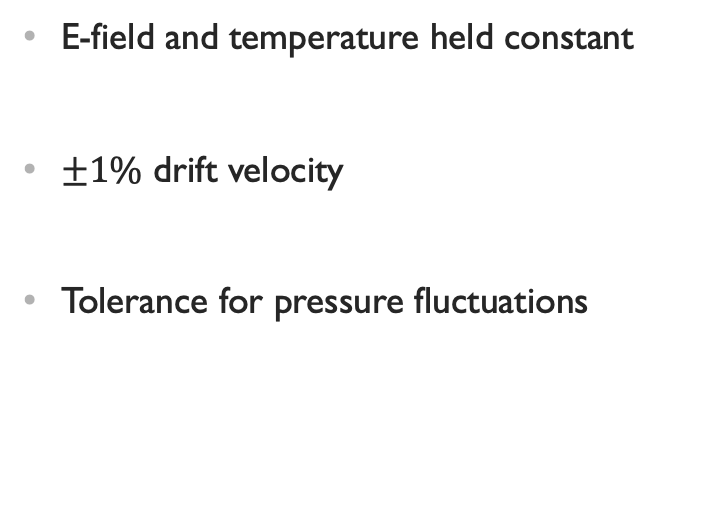 • E-field and temperature held constant
• ±1% drift velocity
• Tolerance for pressure fluctuations